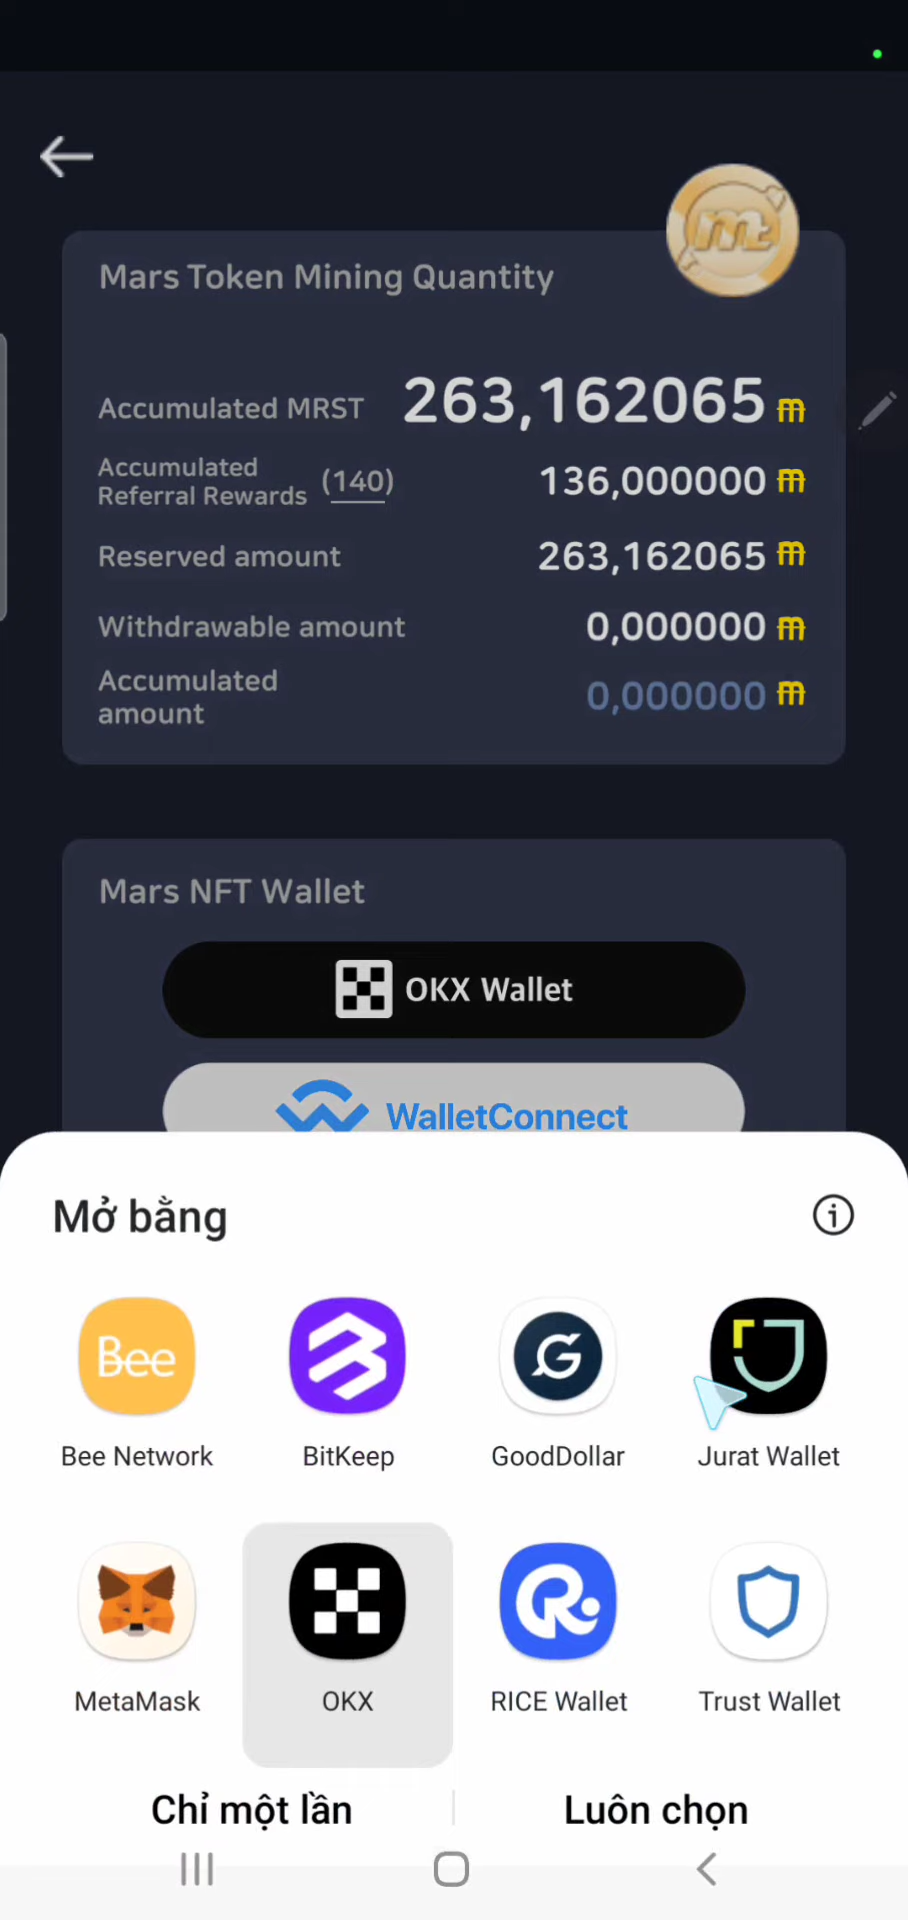 Mars Token Mining Quantity
Accumulated MRST 263,162065
Accumulated
Referral Rewards (140) 136,000000
Reserved amount 263,162065
Withdrawable amount 0,000000
Accumulated
amount 0,000000
Mars NFT Wallet
OKX Wallet
WalletConnect
Mở bằng
Bee
Bee Network BitKeep GoodDollar Jurat Wallet
MetaMask OKX RICE Wallet Trust Wallet
Chỉ một lần Luôn chọn